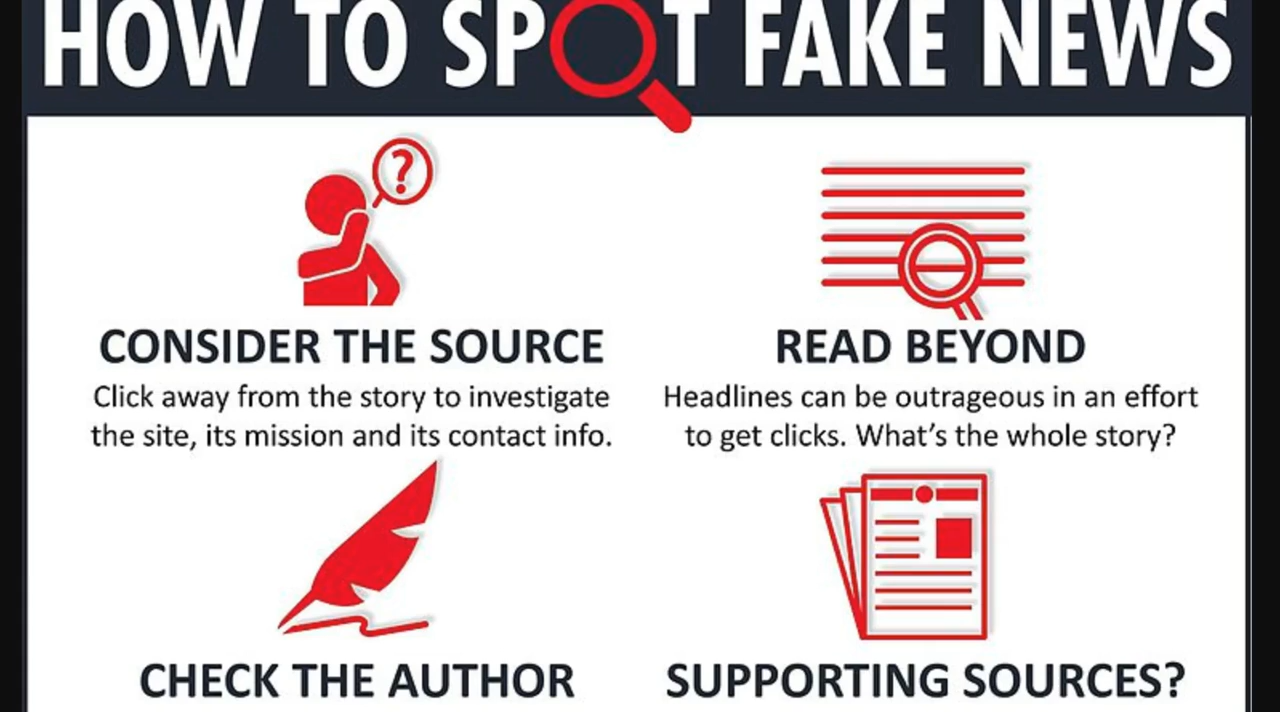 HOW TO SPOT FAKE NEWS
?
CONSIDER THE SOURCE
Click away from the story to investigate
the site, its mission and its contact info.
READ BEYOND
Headlines can be outrageous in an effort
to get clicks. What’s the whole story?
CHECK THE AUTHOR
SUPPORTING SOURCES?